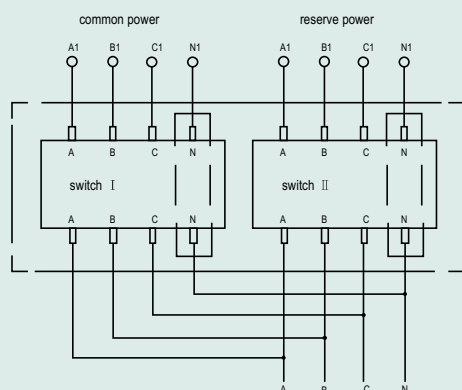 common power reserve power
A1 B1 C1 N1 A1 B1 C1 N1
A B C N A B C N
switch Ⅰ switch Ⅱ
A B C N A B C N
A B C N